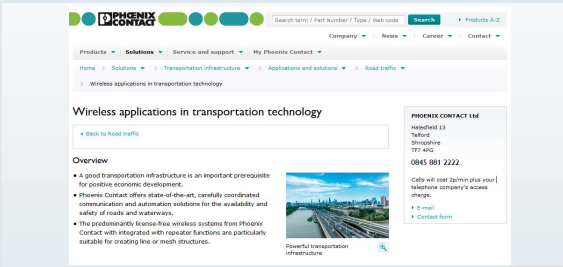 PHŒNIX
CONTACT
Search term / Part Number / Type / Web code
Search
Products A-Z
Company
News
Career
Contact
Products
Solutions
Service and support
My Phoenix Contact
Home > Solutions > Transportation infrastructure > Applications and solutions > Road traffic
> Wireless applications in transportation technology
Wireless applications in transportation technology
Back to Road traffic
Overview
• A good transportation infrastructure is an important prerequisite
for positive economic development.
• Phoenix Contact offers state-of-the-art, carefully coordinated
communication and automation solutions for the availability and
safety of roads and waterways.
• The predominantly license-free wireless systems from Phoenix
Contact with integrated with repeater functions are particularly
suitable for creating line or mesh structures.
Powerful transportation
infrastructure
PHOENIX CONTACT Ltd
Halesfield 13
Telford
Shropshire
TF7 4PG
0845 881 2222
Calls will cost 2p/min plus your
telephone company's access
charge.
E-mail
Contact form